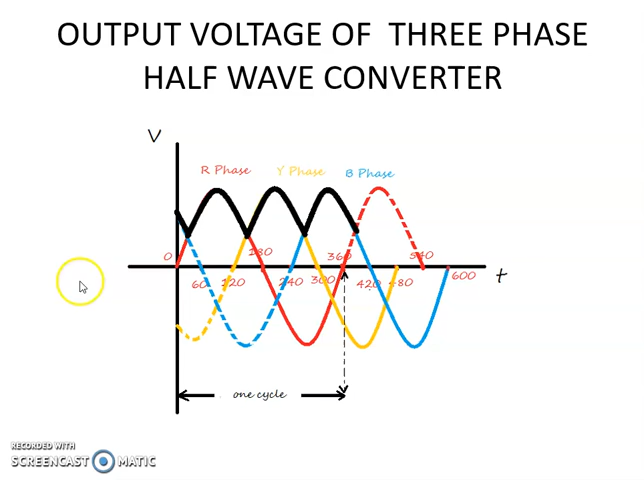 OUTPUT VOLTAGE OF THREE PHASE
HALF WAVE CONVERTER
V
R Phase Y Phase B Phase
0 180 360 540
60 120 240 300 420 480 600
t
one cycle
RECORDED WITH
SCREENCAST MATIC